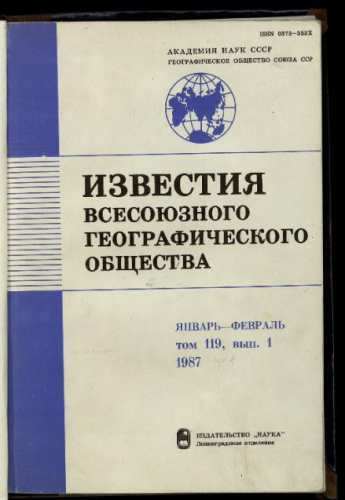 ISSN 0373-353X
АКАДЕМИЯ НАУК СССР
ГЕОГРАФИЧЕСКОЕ ОБЩЕСТВО СОЮЗА ССР
ИЗВЕСТИЯ
ВСЕСОЮЗНОГО
ГЕОГРАФИЧЕСКОГО
ОБЩЕСТВА
ЯНВАРЬ—ФЕВРАЛЬ
том 119, вып. 1
1987
ИЗДАТЕЛЬСТВО „НАУКА"
Ленинградское отделение